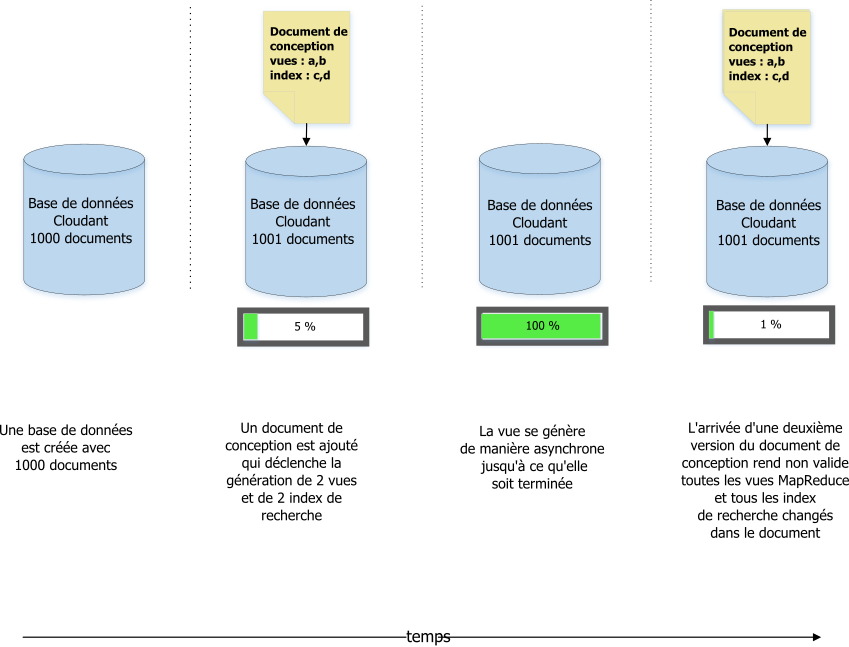 Document de
conception
vues : a,b
index : c,d
Document de
conception
vues : a,b
index : c,d
Base de données
Cloudant
1000 documents
Base de données
Cloudant
1001 documents
Base de données
Cloudant
1001 documents
Base de données
Cloudant
1001 documents
5 %
100 %
1 %
Une base de données
est créée avec
1000 documents
Un document de
conception est ajouté
qui déclenche la
génération de 2 vues
et de 2 index de
recherche
La vue se génère
de manière asynchrone
jusqu'à ce qu'elle
soit terminée
L'arrivée d'une deuxième
version du document de
conception rend non valide
toutes les vues MapReduce
et tous les index
de recherche changés
dans le document
temps